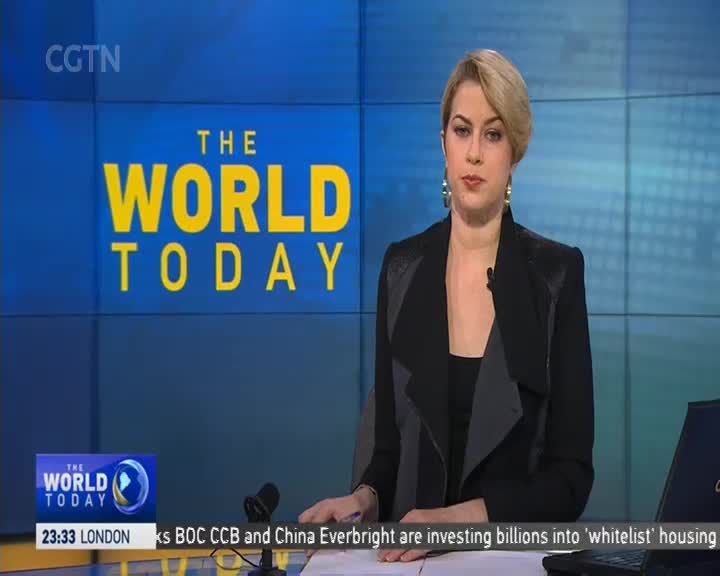 CGTN
THE
WORLD
TODAY
THE
WORLD
TODAY
23:33 LONDON
ks BOC CCB and China Everbright are investing billions into 'whitelist' housing